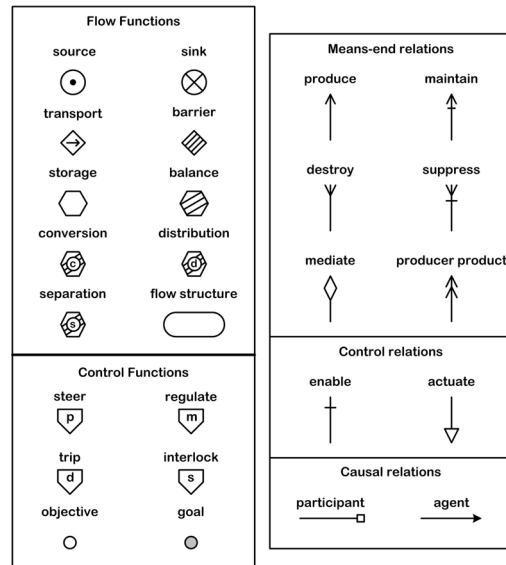 Flow Functions
source sink
transport barrier
storage balance
conversion distribution
c d
separation flow structure
s
Control Functions
steer regulate
p m
trip interlock
d s
objective goal
Means-end relations
produce maintain
destroy suppress
mediate producer product
Control relations
enable actuate
Causal relations
participant agent